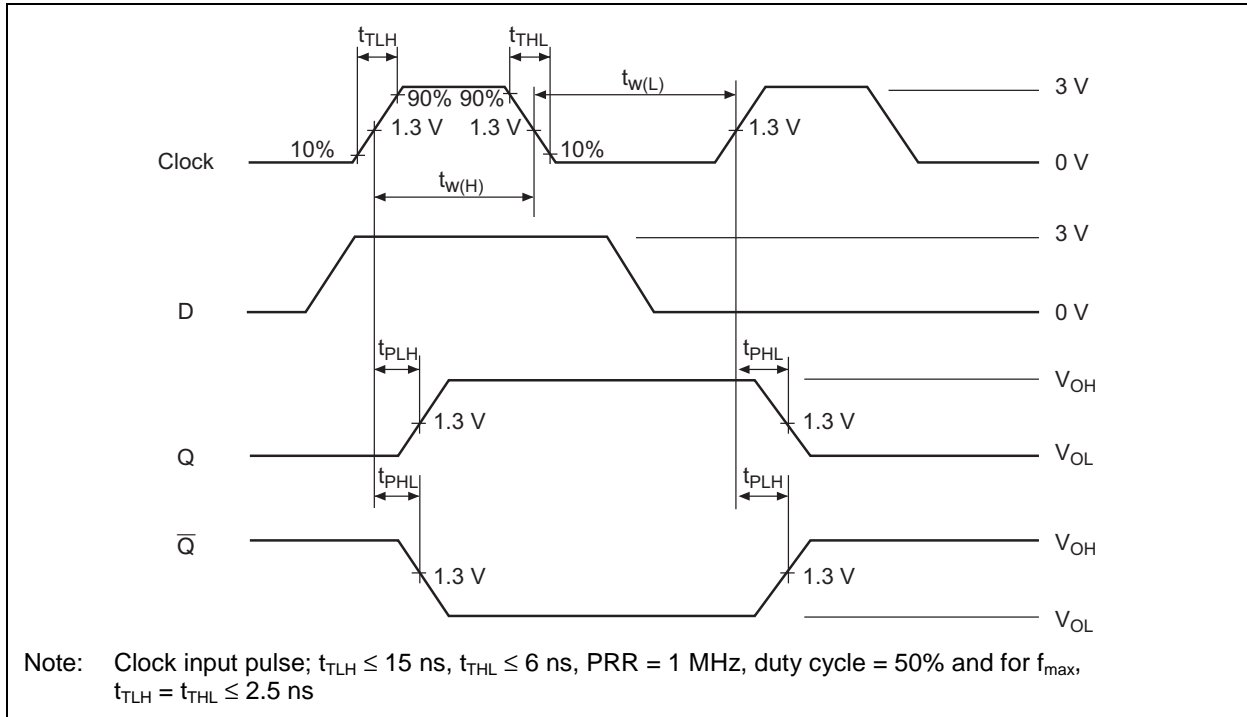 tTLH tTHL
tw(L)
3 V
90% 90%
1.3 V 1.3 V 1.3 V
10% 10%
Clock 0 V
tw(H)
3 V
D 0 V
tPLH tPHL
VOH
1.3 V 1.3 V
Q VOL
tPHL tPLH
Q̅ VOH
1.3 V 1.3 V
VOL
Note: Clock input pulse; tTLH ≤ 15 ns, tTHL ≤ 6 ns, PRR = 1 MHz, duty cycle = 50% and for fmax,
tTLH = tTHL ≤ 2.5 ns